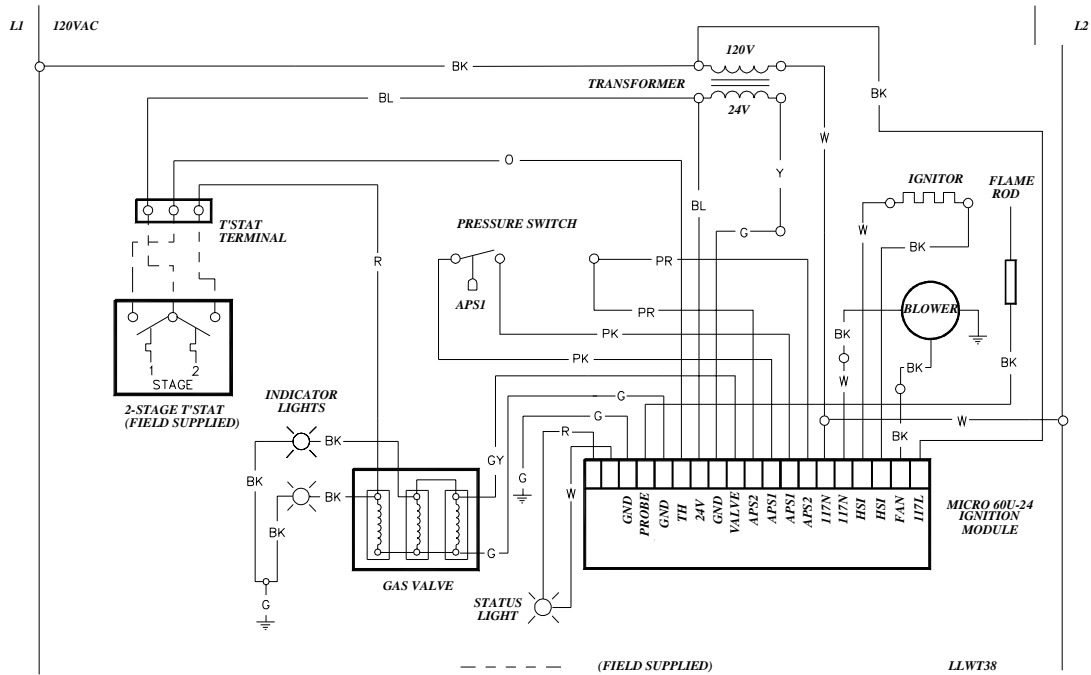 L1
120VAC
L2
120V
BK
TRANSFORMER
BL
24V
BK
W
O
Y
IGNITOR
FLAME
ROD
BL
T'STAT
TERMINAL
PRESSURE SWITCH
G
W
BK
R
PR
APS1
PR
BLOWER
PK
BK
PK
BK
BK
W
1 2
STAGE
2-STAGE T'STAT
(FIELD SUPPLIED)
INDICATOR
LIGHTS
G
G
R
W
BK
BK
GY
BK
BK
BK
G
W
GND
PROBE
GND
TH
24V
GND
VALVE
APS2
APS1
APS1
APS2
117N
117N
HSI
HSI
FAN
117L
MICRO 60U-24
IGNITION
MODULE
G
GAS VALVE
G
STATUS
LIGHT
(FIELD SUPPLIED)
LLWT38